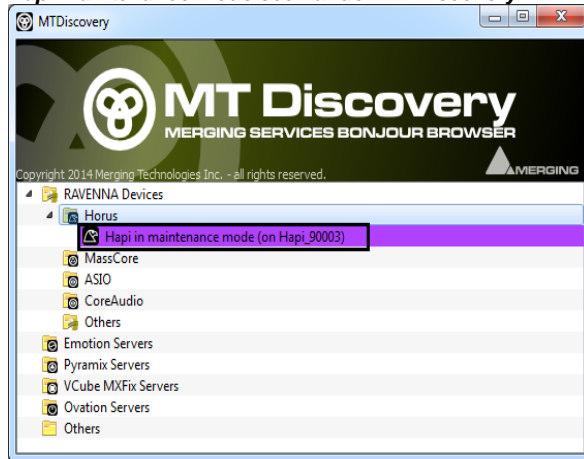 MTDiscovery
MT Discovery
MERGING SERVICES BONJOUR BROWSER
Copyright 2014 Merging Technologies Inc. - all rights reserved.
MERGING
RAVENNA Devices
Horus
Hapi in maintenance mode (on Hapi_90003)
MassCore
ASIO
CoreAudio
Others
Emotion Servers
Pyramix Servers
VCube MXFix Servers
Ovation Servers
Others